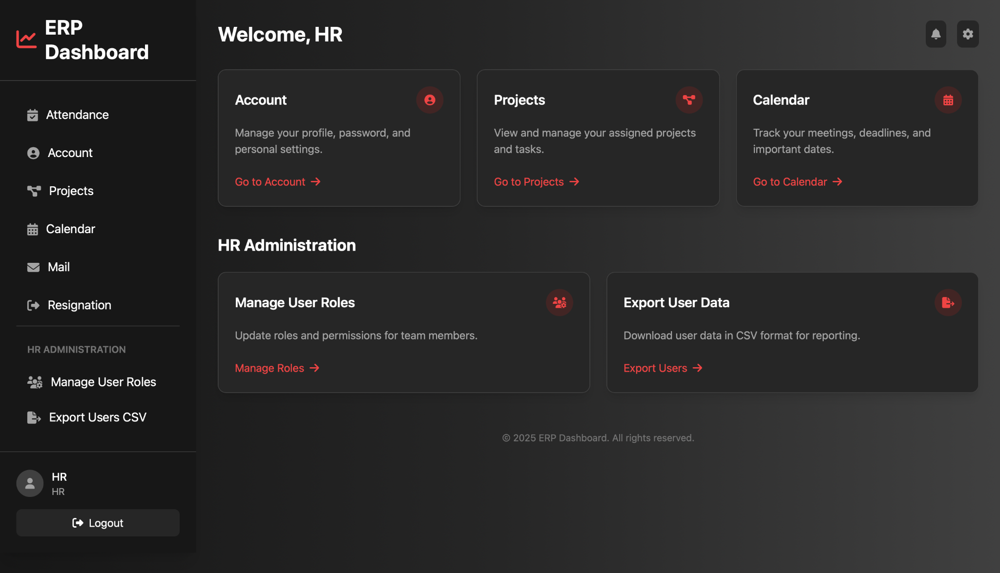 ERP
Dashboard
Attendance
Account
Projects
Calendar
Mail
Resignation
HR ADMINISTRATION
Manage User Roles
Export Users CSV
HR
HR
Logout
Welcome, HR
Account
Manage your profile, password, and
personal settings.
Go to Account
Projects
View and manage your assigned projects
and tasks.
Go to Projects
Calendar
Track your meetings, deadlines, and
important dates.
Go to Calendar
HR Administration
Manage User Roles
Update roles and permissions for team members.
Manage Roles
Export User Data
Download user data in CSV format for reporting.
Export Users
© 2025 ERP Dashboard. All rights reserved.